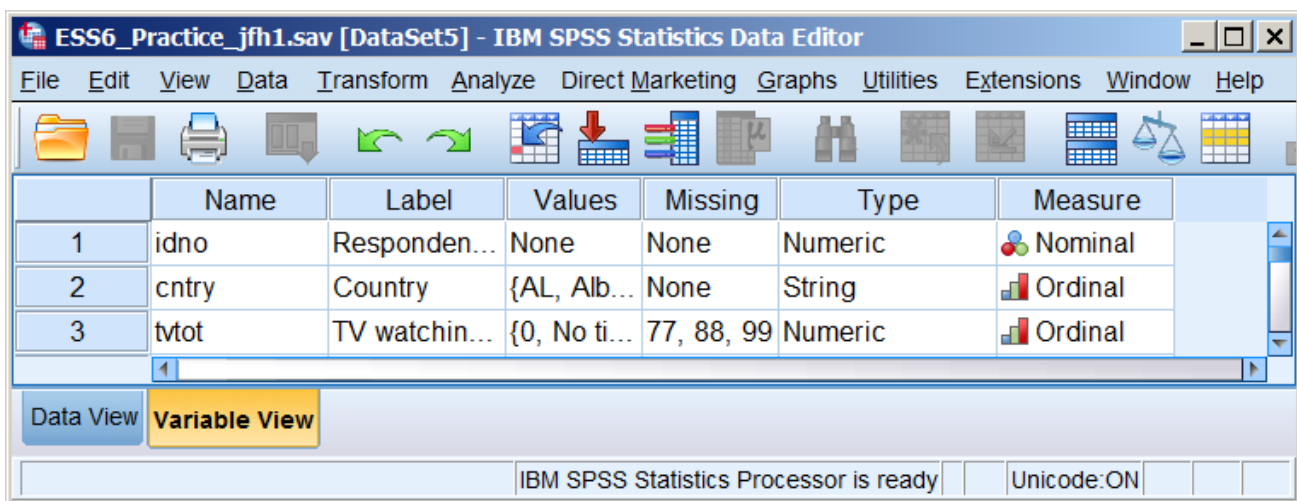 ESS6_Practice_jfh1.sav [DataSet5] - IBM SPSS Statistics Data Editor
File Edit View Data Transform Analyze Direct Marketing Graphs Utilities Extensions Window Help
Name Label Values Missing Type Measure
1 idno Responden... None None Numeric Nominal
2 cntry Country {AL, Alb... None String Ordinal
3 tvtot TV watchin... {0, No ti... 77, 88, 99 Numeric Ordinal
Data View Variable View
IBM SPSS Statistics Processor is ready Unicode:ON